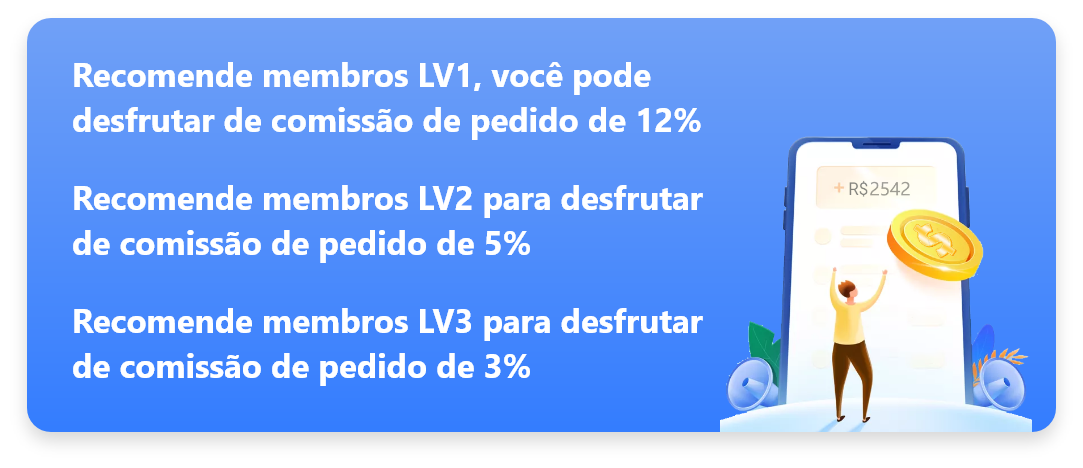 Recomende membros LV1, você pode
desfrutar de comissão de pedido de 12%
Recomende membros LV2 para desfrutar
de comissão de pedido de 5%
Recomende membros LV3 para desfrutar
de comissão de pedido de 3%
+R$2542